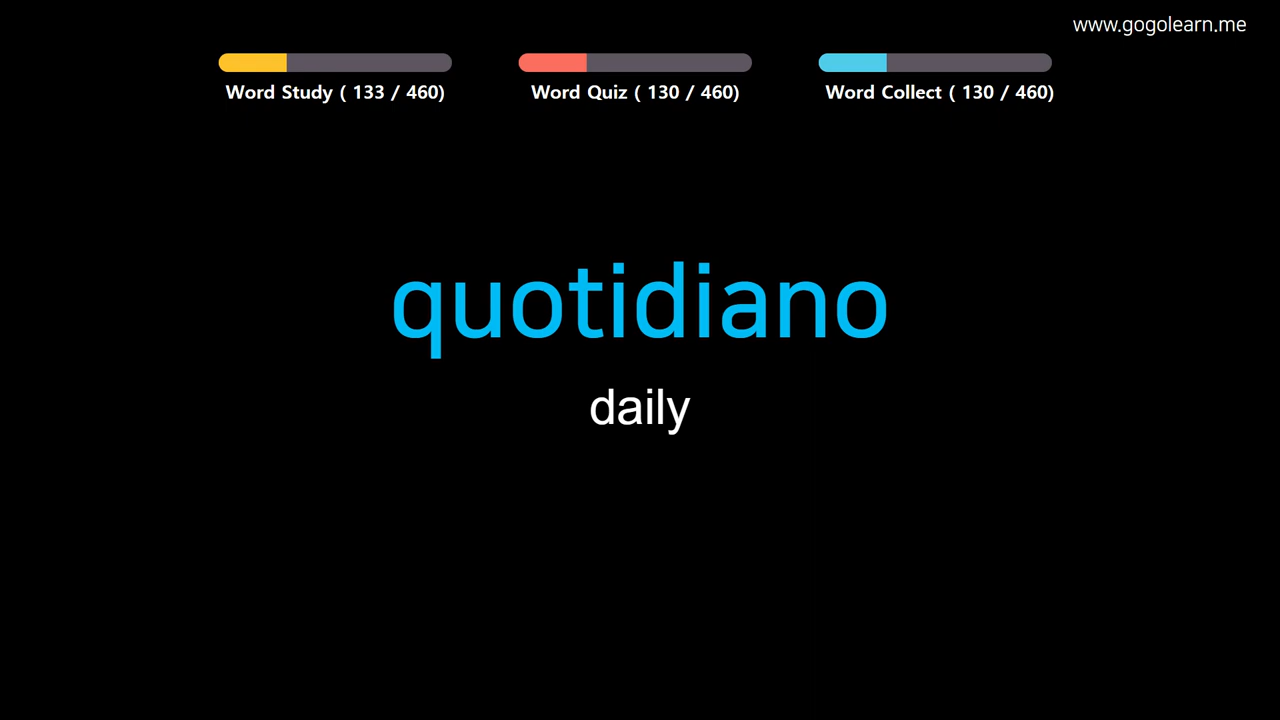 www.gogolearn.me
Word Study ( 133 / 460)
Word Quiz ( 130 / 460)
Word Collect ( 130 / 460)
quotidiano
daily